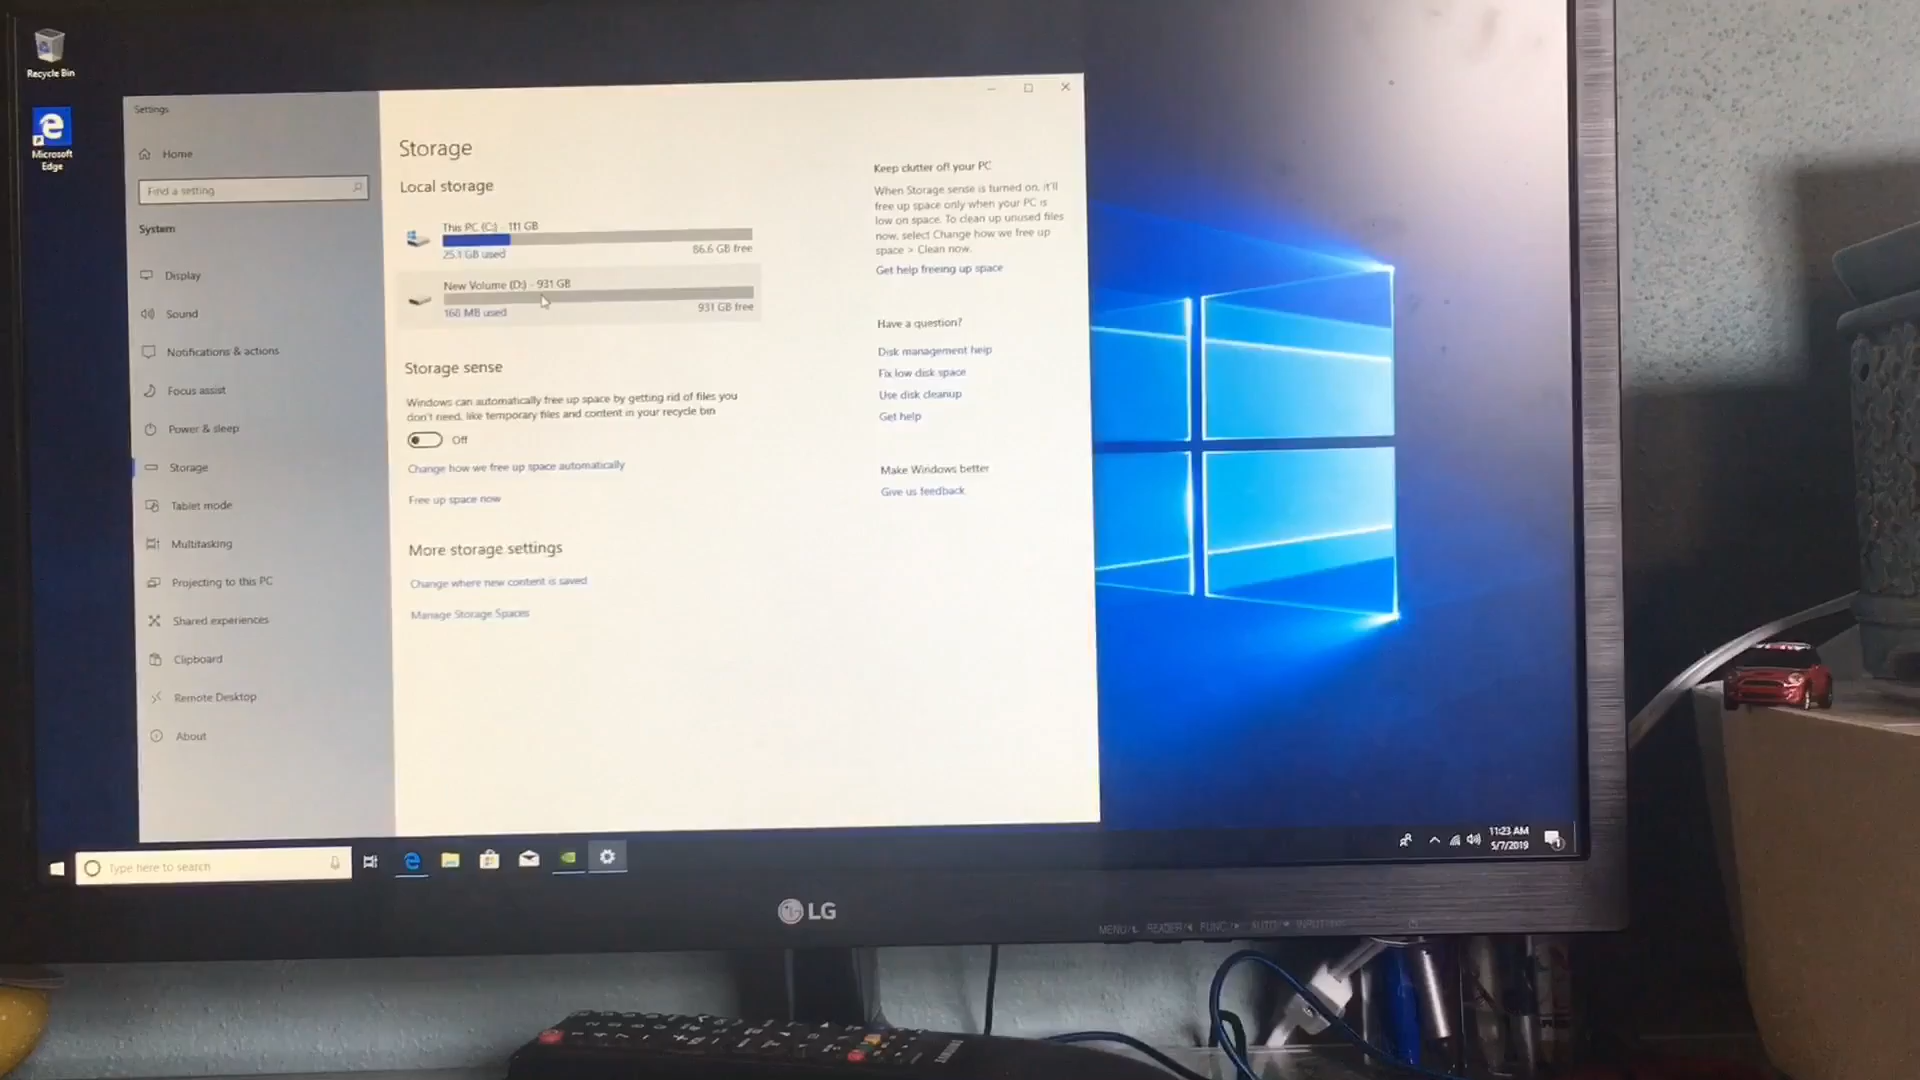 Recycle Bin
Microsoft
Edge
Settings
Home
Find a setting
System
Display
Sound
Notifications & actions
Focus assist
Power & sleep
Storage
Tablet mode
Multitasking
Projecting to this PC
Shared experiences
Clipboard
Remote Desktop
About
Storage
Local storage
This PC (C:) - 111 GB
25.1 GB used
86.6 GB free
New Volume (D:) - 931 GB
168 MB used
931 GB free
Storage sense
Windows can automatically free up space by getting rid of files you
don't need, like temporary files and content in your recycle bin
Off
Change how we free up space automatically
Free up space now
More storage settings
Change where new content is saved
Manage Storage Spaces
Keep clutter off your PC
When Storage sense is turned on, it'll
free up space only when your PC is
low on space. To clean up unused files
now, select Change how we free up
space > Clean now.
Get help freeing up space
Have a question?
Disk management help
Fix low disk space
Use disk cleanup
Get help
Make Windows better
Give us feedback
Type here to search
11:23 AM
5/7/2019
LG
MENU READER FUNC. AUTO INPUT
SAMSUNG